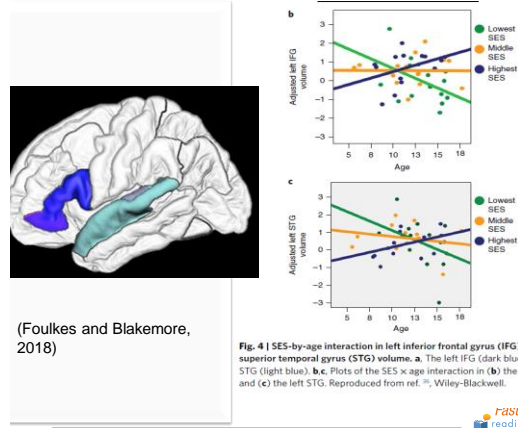 b
3
2
1
0
−1
−2
−3
Adjusted left IFG
volume
5 8 10 13 15 18
Age
Lowest
SES
Middle
SES
Highest
SES
c
3
2
1
0
−1
−2
−3
Adjusted left STG
volume
5 8 10 13 15 18
Age
Lowest
SES
Middle
SES
Highest
SES
(Foulkes and Blakemore,
2018)
Fig. 4 | SES-by-age interaction in left inferior frontal gyrus (IFG)
superior temporal gyrus (STG) volume. a, The left IFG (dark blue
STG (light blue). b,c, Plots of the SES × age interaction in (b) the
and (c) the left STG. Reproduced from ref. Wiley-Blackwell.
Fast
readi